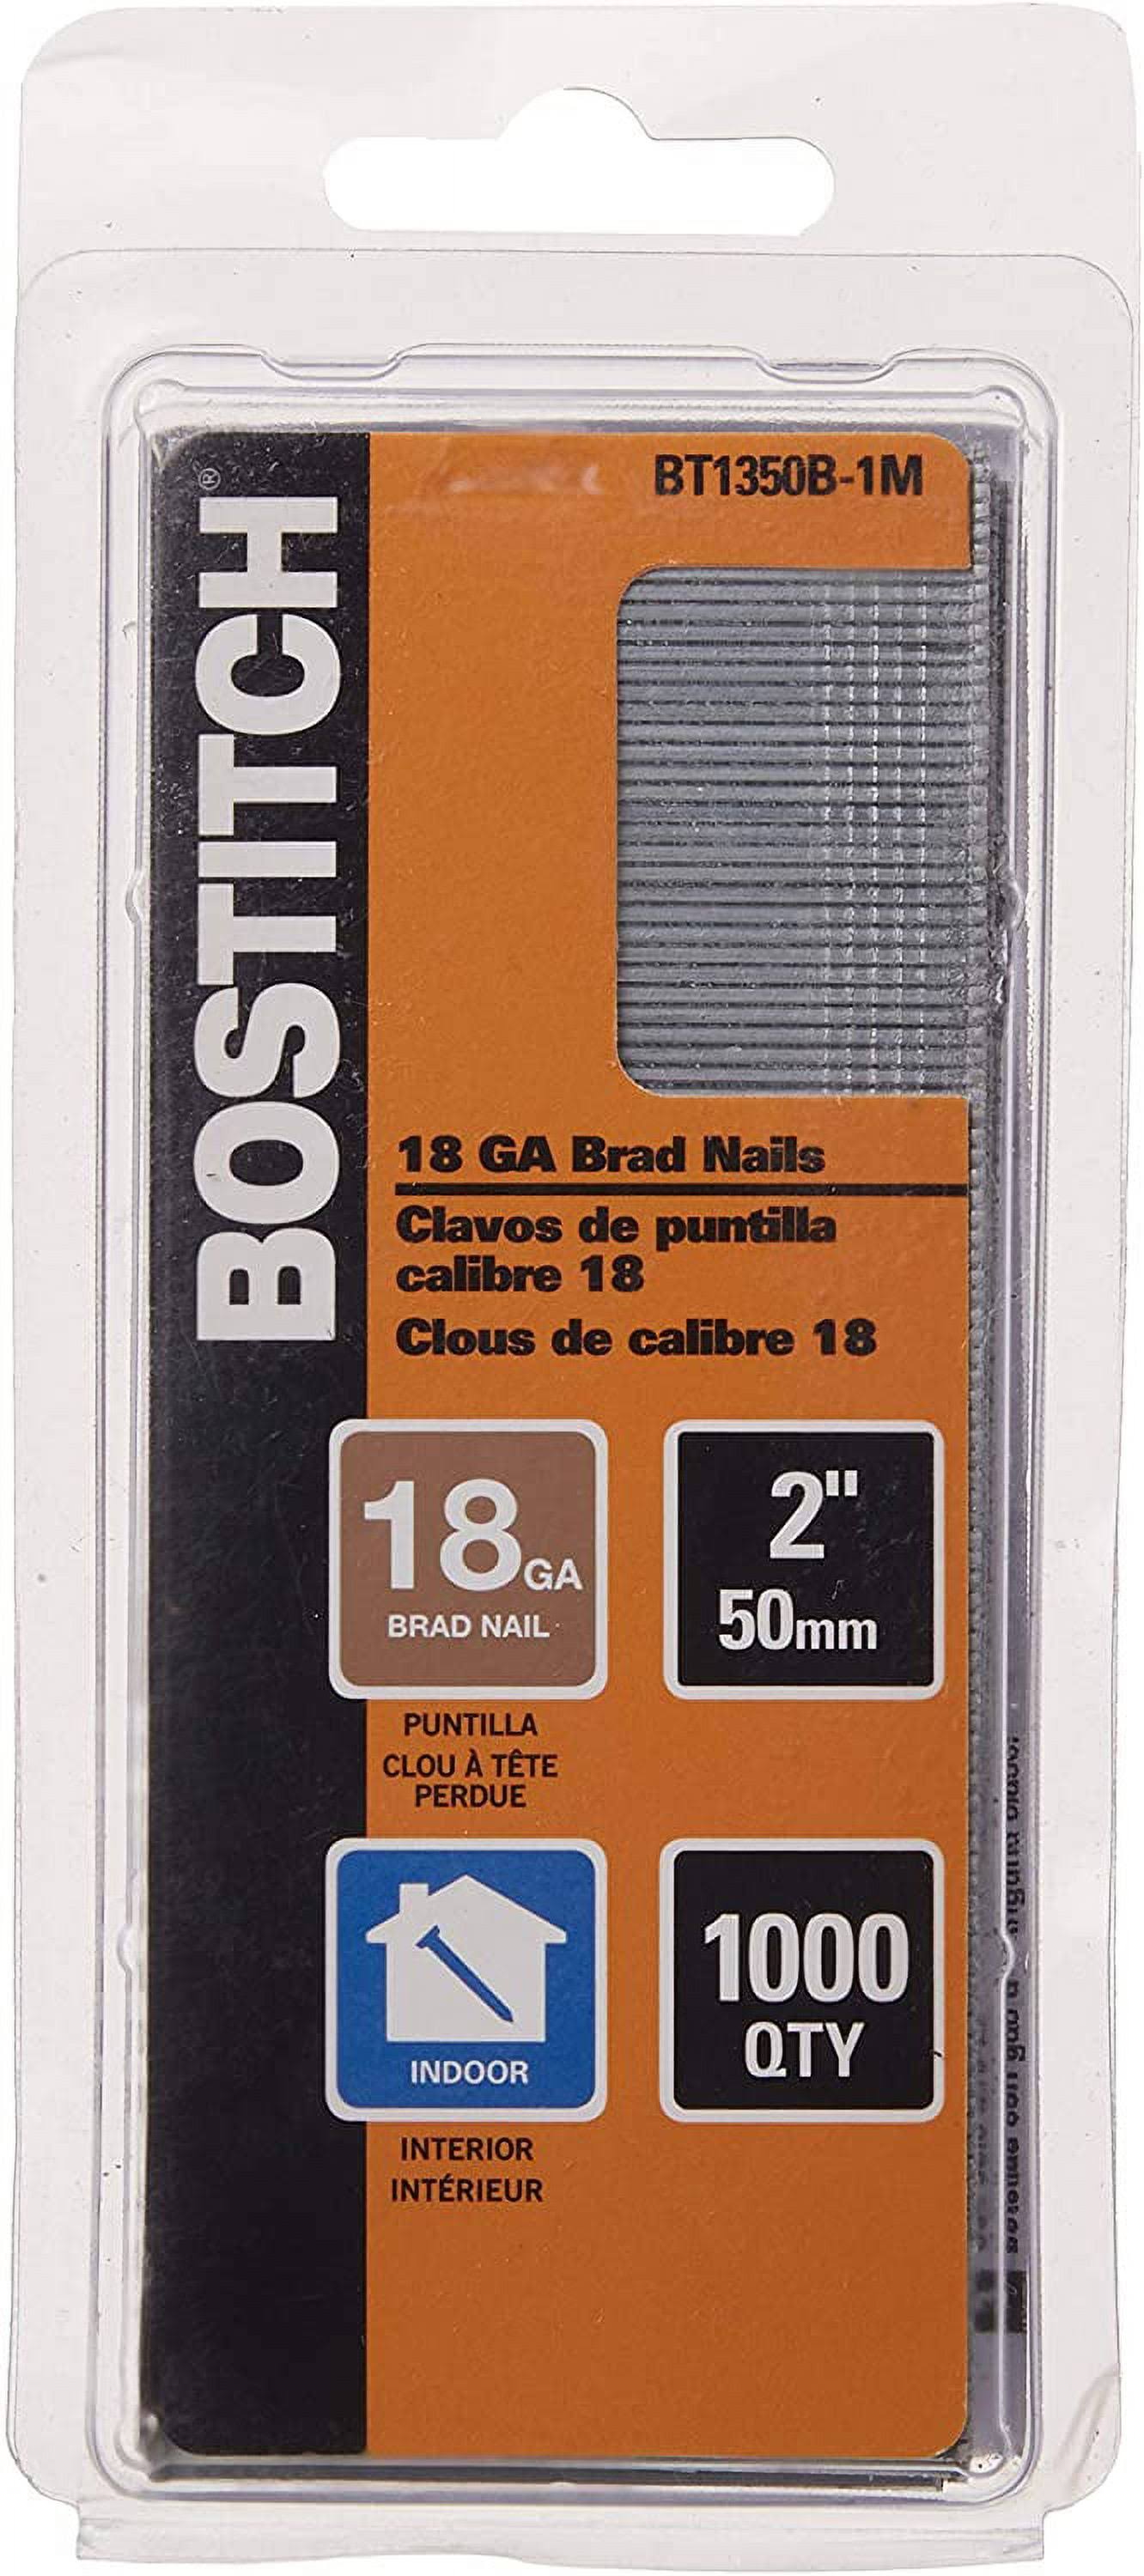 BOSTITCH®
BT1350B-1M
18 GA Brad Nails
Clavos de puntilla
calibre 18
Clous de calibre 18
18GA
BRAD NAIL
PUNTILLA
CLOU À TÊTE
PERDUE
2"
50mm
INDOOR
INTERIOR
INTÉRIEUR
1000
QTY